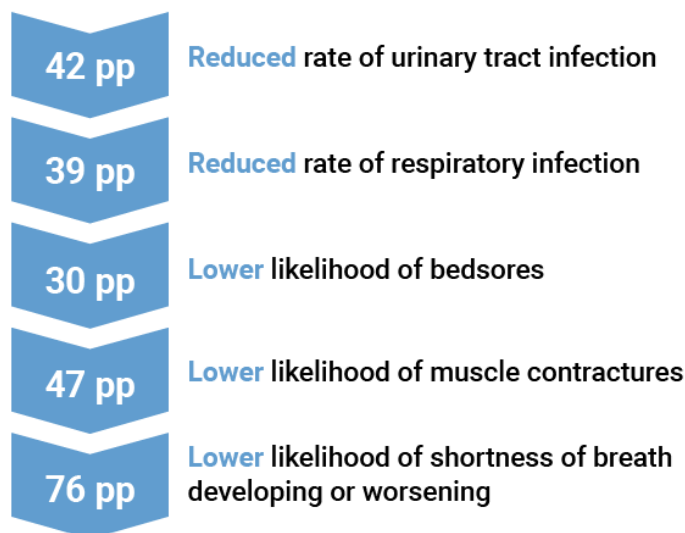 42 pp
Reduced rate of urinary tract infection
39 pp
Reduced rate of respiratory infection
30 pp
Lower likelihood of bedsores
47 pp
Lower likelihood of muscle contractures
76 pp
Lower likelihood of shortness of breath
developing or worsening